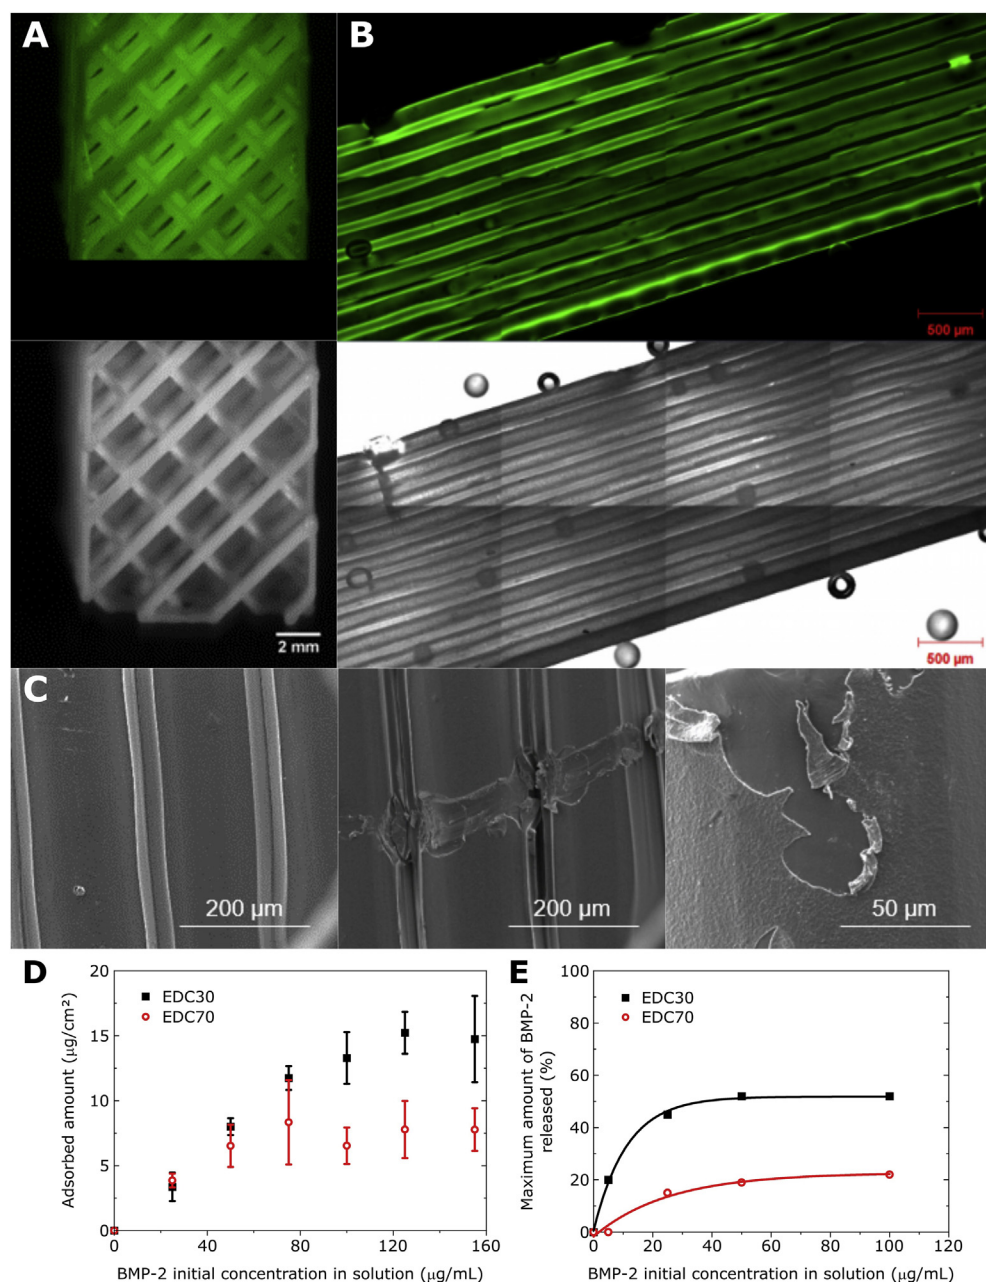 A
B
500 µm
2 mm
500 µm
C
200 µm
200 µm
50 µm
D
20
15
10
5
0
Adsorbed amount (µg/cm²)
EDC30
EDC70
0
40
80
120
160
BMP-2 initial concentration in solution (µg/mL)
E
100
80
60
40
20
0
Maximum amount of BMP-2
released (%)
EDC30
EDC70
0
20
40
60
80
100
BMP-2 initial concentration in solution (µg/mL)